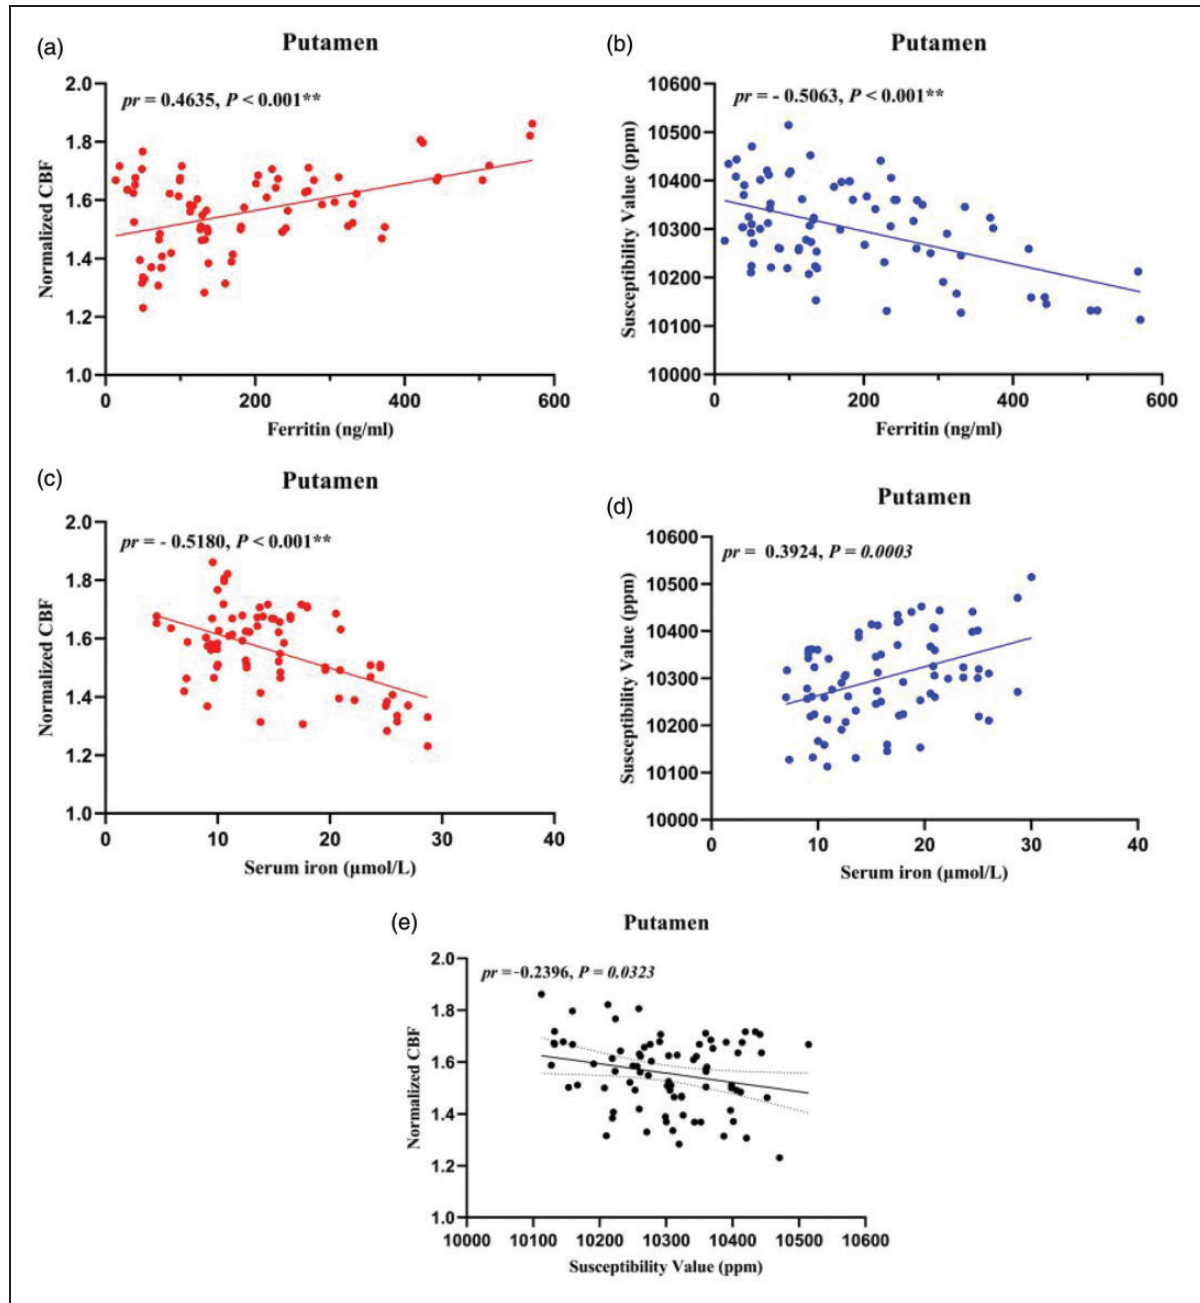 (a)
Putamen
pr = 0.4635, P < 0.001**
Normalized CBF
2.0
1.8
1.6
1.4
1.2
1.0
0
200
400
600
Ferritin (ng/ml)
(b)
Putamen
pr = - 0.5063, P < 0.001**
Susceptibility Value (ppm)
10600
10500
10400
10300
10200
10100
10000
0
200
400
600
Ferritin (ng/ml)
(c)
Putamen
pr = - 0.5180, P < 0.001**
Normalized CBF
2.0
1.8
1.6
1.4
1.2
1.0
0
10
20
30
40
Serum iron (μmol/L)
(d)
Putamen
pr = 0.3924, P = 0.0003
Susceptibility Value (ppm)
10600
10500
10400
10300
10200
10100
10000
0
10
20
30
40
Serum iron (μmol/L)
(e)
Putamen
pr =-0.2396, P = 0.0323
Normalized CBF
2.0
1.8
1.6
1.4
1.2
1.0
10000
10100
10200
10300
10400
10500
10600
Susceptibility Value (ppm)